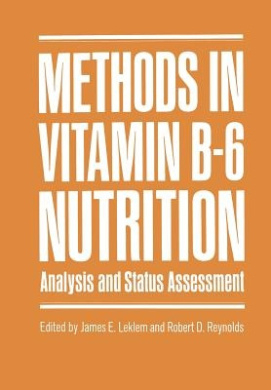 METHODS IN
VITAMIN B-6
NUTRITION
Analysis and Status Assessment
Edited by James E. Leklem and Robert D. Reynolds